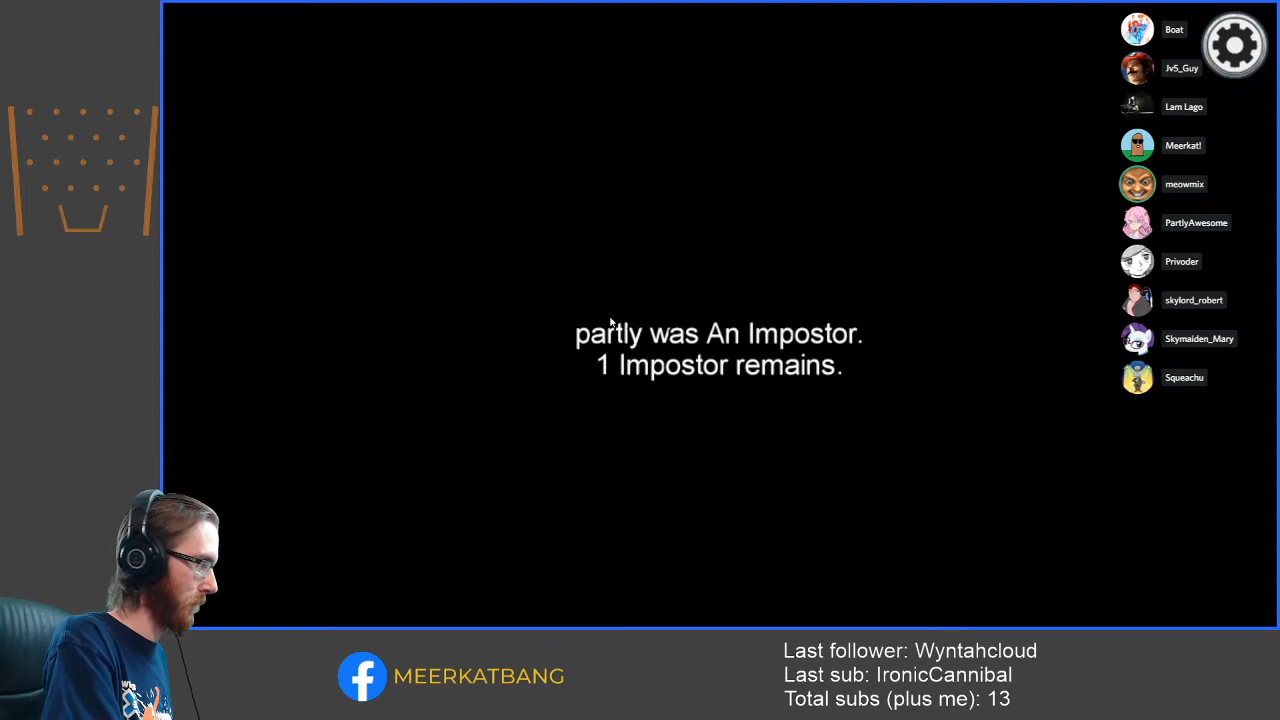 Boat
Jv5_Guy
Lam Lago
Meerkat!
meowmix
PartlyAwesome
Privoder
skylord_robert
Skymaiden_Mary
Squeachu
partly was An Impostor.
1 Impostor remains.
MEERKATBANG
Last follower: Wyntahcloud
Last sub: IronicCannibal
Total subs (plus me): 13